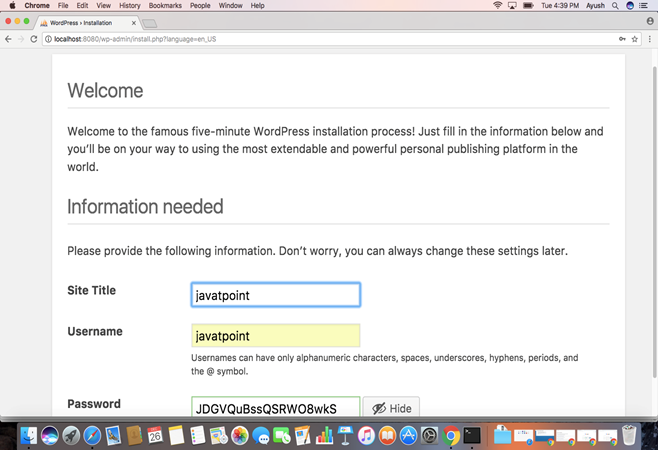 Chrome File Edit View History Bookmarks People Window Help Tue 4:39 PM Ayush
WordPress › Installation
localhost:8080/wp-admin/install.php?language=en_US
Welcome
Welcome to the famous five-minute WordPress installation process! Just fill in the information below and
you’ll be on your way to using the most extendable and powerful personal publishing platform in the
world.
Information needed
Please provide the following information. Don’t worry, you can always change these settings later.
Site Title javatpoint
Username javatpoint
Usernames can have only alphanumeric characters, spaces, underscores, hyphens, periods, and
the @ symbol.
Password JDGVQuBssQSRWO8wkS Hide
26